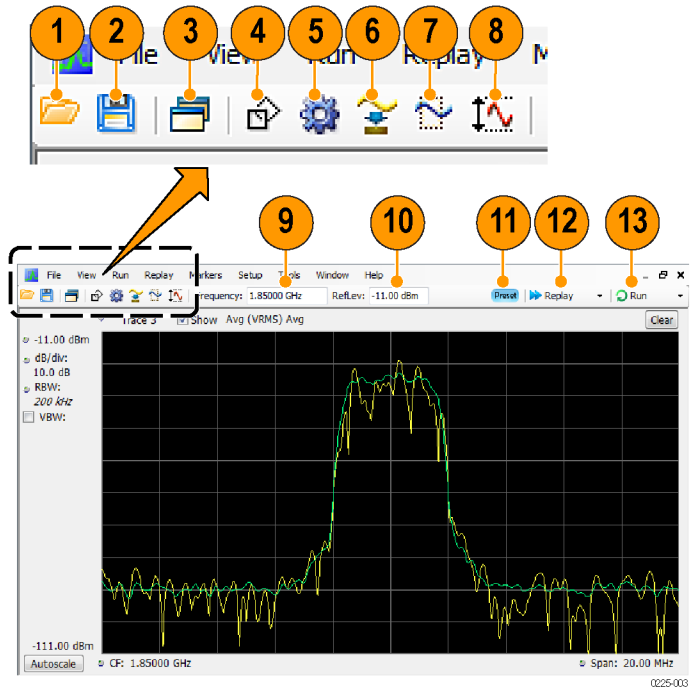 1 2 3 4 5 6 7 8
File View Run Replay M
9 10 11 12 13
File View Run Replay Markers Setup Tools Window Help
Frequency: 1.85000 GHz RefLev: -11.00 dBm Preset Replay Run
Trace 3 Show Avg (VRMS) Avg Clear
-11.00 dBm
dB/div:
10.0 dB
RBW:
200 kHz
VBW:
-111.00 dBm
Autoscale CF: 1.85000 GHz Span: 20.00 MHz
0225-003